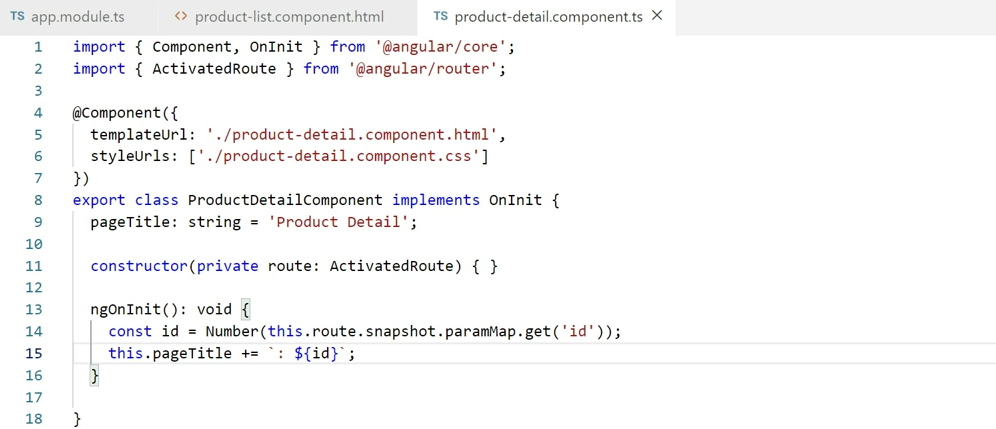 TS app.module.ts <> product-list.component.html TS product-detail.component.ts ×
1 import { Component, OnInit } from '@angular/core';
2 import { ActivatedRoute } from '@angular/router';
3
4 @Component({
5   templateUrl: './product-detail.component.html',
6   styleUrls: ['./product-detail.component.css']
7 })
8 export class ProductDetailComponent implements OnInit {
9   pageTitle: string = 'Product Detail';
10
11   constructor(private route: ActivatedRoute) { }
12
13   ngOnInit(): void {
14     const id = Number(this.route.snapshot.paramMap.get('id'));
15     this.pageTitle += `: ${id}`;
16   }
17
18 }